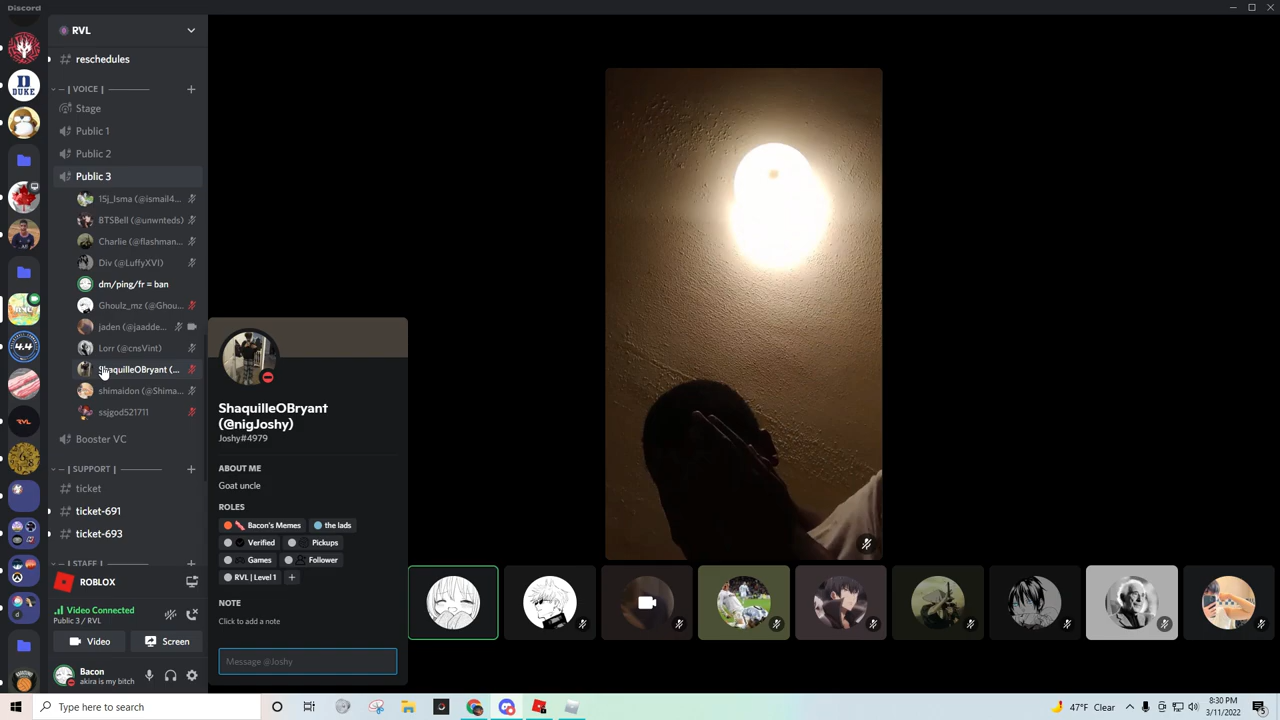 Discord
RVL
reschedules
— | VOICE | ————
Stage
Public 1
Public 2
Public 3
15j_Isma (@ismail4...
BTSBell (@unwnteds)
Charlie (@flashman...
Div (@LuffyXVI)
dm/ping/fr = ban
Ghoulz_mz (@Ghou...
jaden (@jaadde...
Lorr (@cnsVint)
ShaquilleOBryant (...
shimaidon (@Shima...
ssjgod521711
Booster VC
— | SUPPORT | ————
ticket
ticket-691
ticket-693
— | STAFF | ————
ROBLOX
Video Connected
Public 3 / RVL
Video Screen
Bacon
akira is my bitch
ShaquilleOBryant
(@nigJoshy)
Joshy#4979
ABOUT ME
Goat uncle
ROLES
Bacon's Memes the lads
Verified Pickups
Games Follower
RVL | Level 1 +
NOTE
Click to add a note
Message @Joshy
DUKE
4.4
RVL
Type here to search
47°F Clear
8:30 PM
3/11/2022